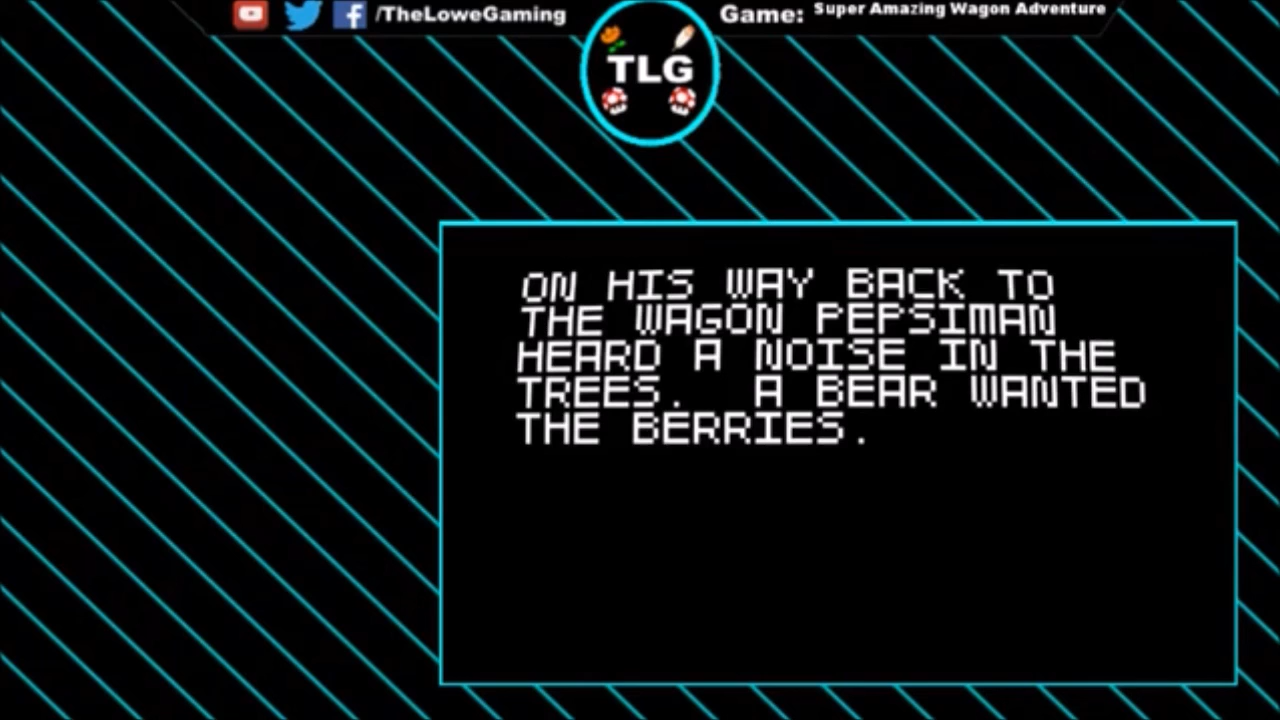 /TheLoweGaming
Game: Super Amazing Wagon Adventure
TLG
ON HIS WAY BACK TO
THE WAGON PEPSIMAN
HEARD A NOISE IN THE
TREES. A BEAR WANTED
THE BERRIES.